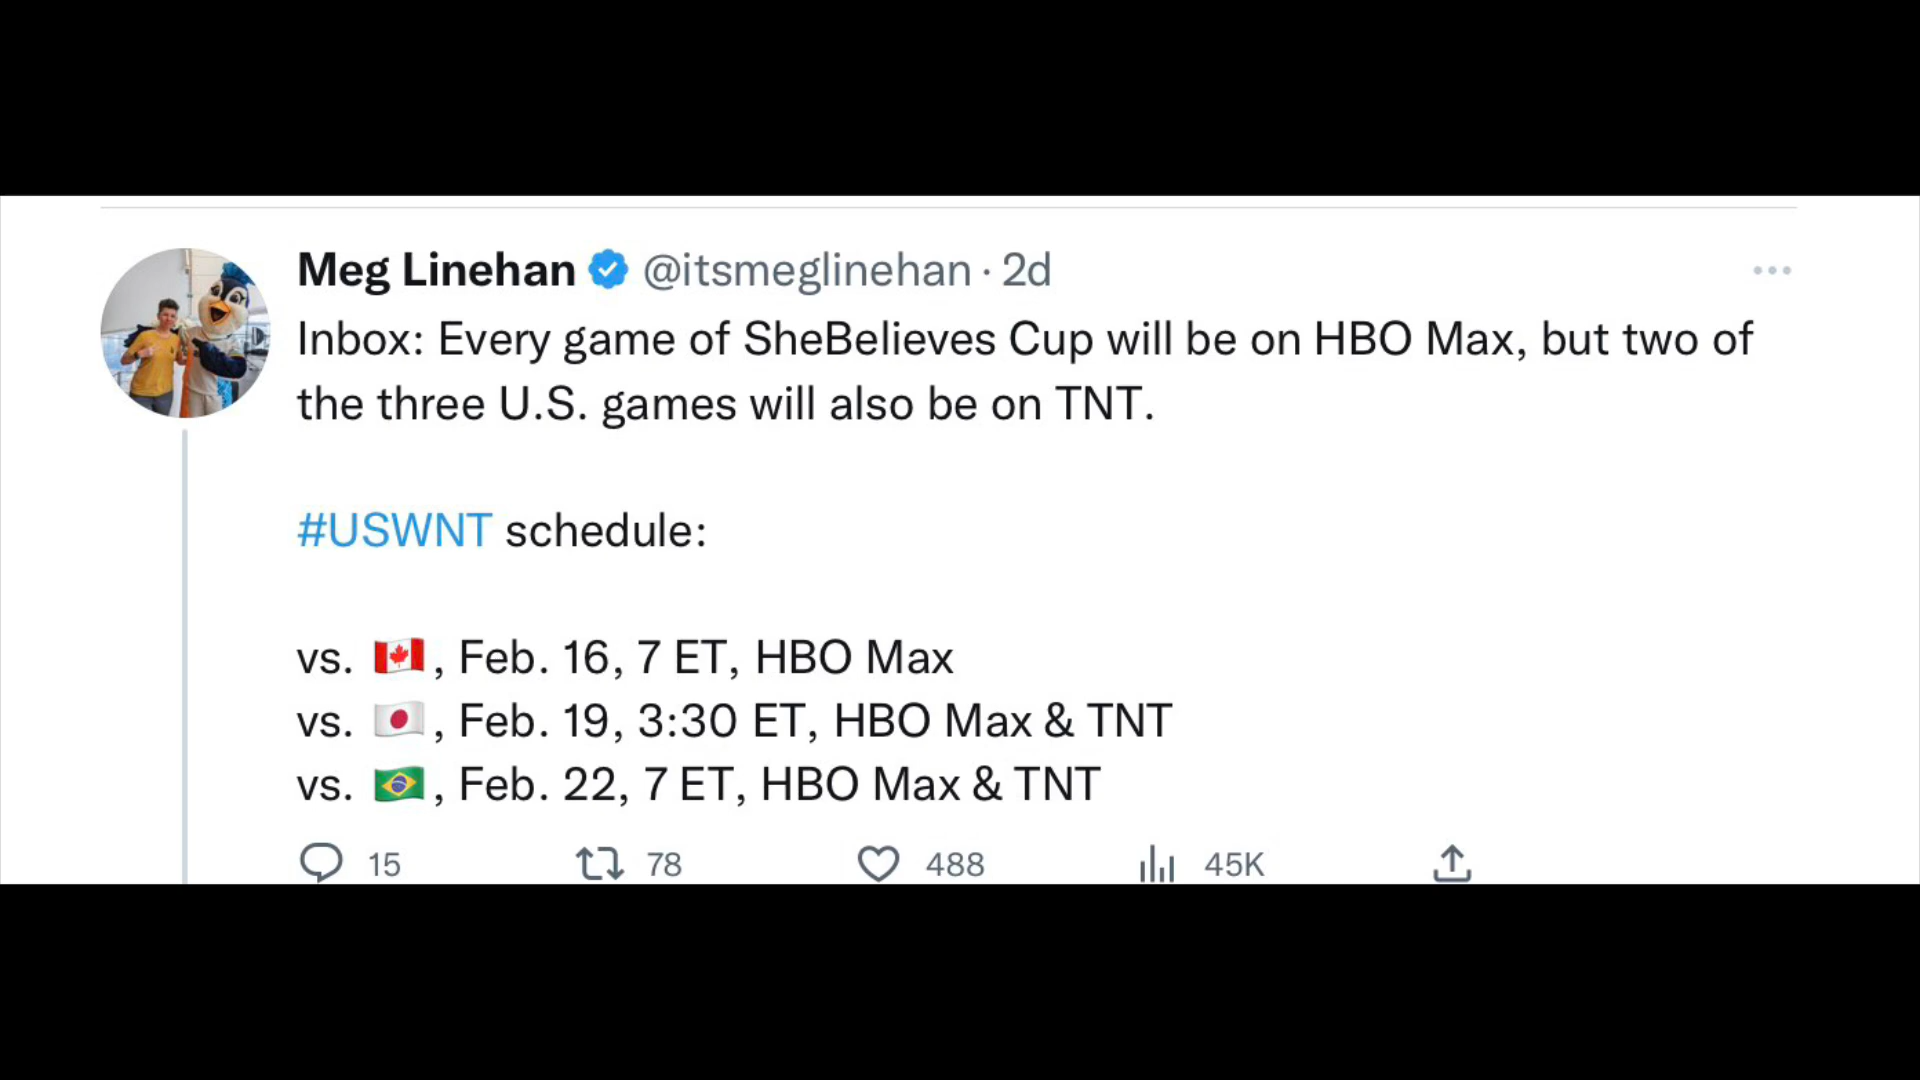 Meg Linehan @itsmeglinehan · 2d
Inbox: Every game of SheBelieves Cup will be on HBO Max, but two of
the three U.S. games will also be on TNT.
#USWNT schedule:
vs. 🇨🇦, Feb. 16, 7 ET, HBO Max
vs. 🇯🇵, Feb. 19, 3:30 ET, HBO Max & TNT
vs. 🇧🇷, Feb. 22, 7 ET, HBO Max & TNT
15 78 488 45K